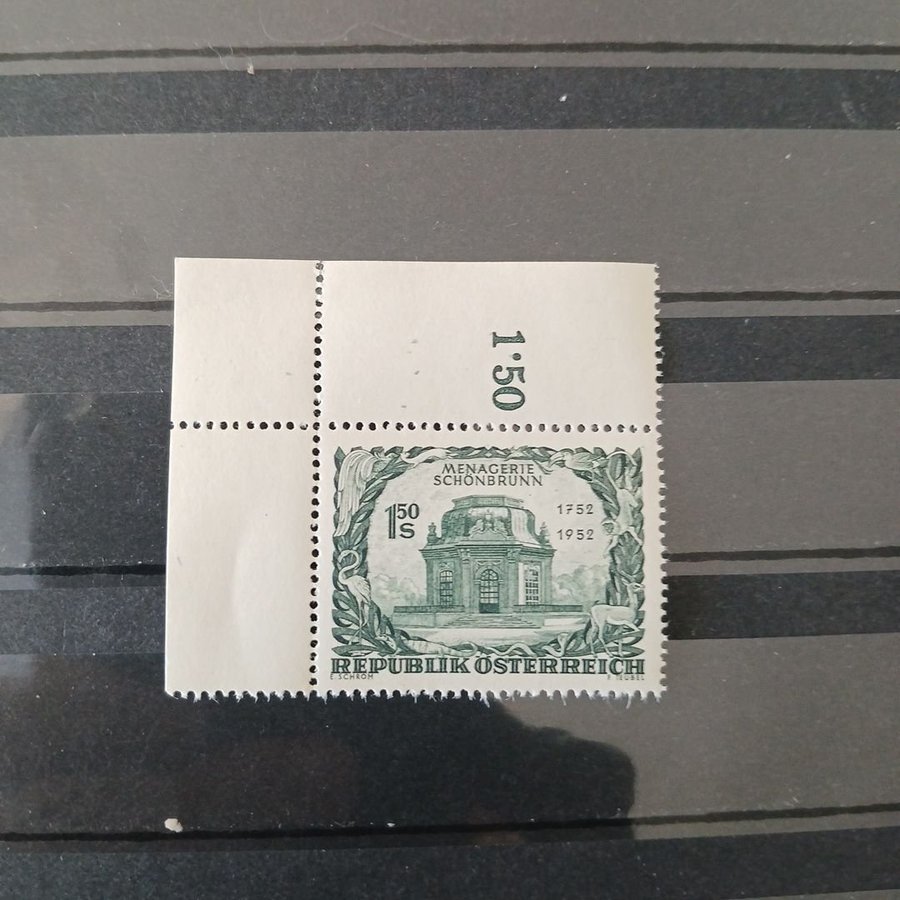 1·50
MENAGERIE
SCHÖNBRUNN
1 50 S
1752
1952
REPUBLIK ÖSTERREICH
E SCHROM
F TEUBEL